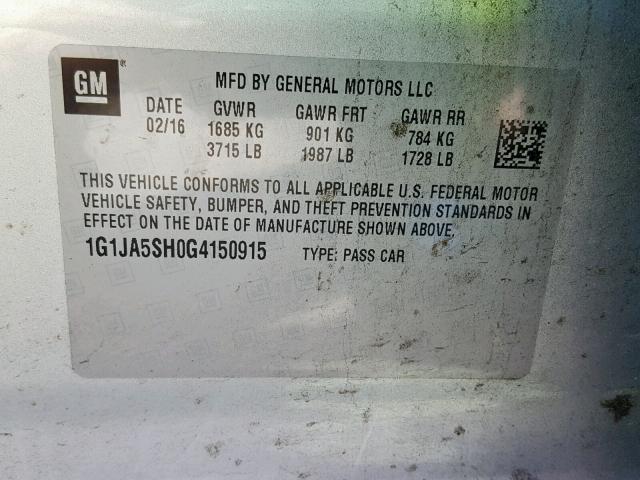 GM
MFD BY GENERAL MOTORS LLC
DATE GVWR GAWR FRT GAWR RR
02/16 1685 KG 901 KG 784 KG
3715 LB 1987 LB 1728 LB
THIS VEHICLE CONFORMS TO ALL APPLICABLE U.S. FEDERAL MOTOR
VEHICLE SAFETY, BUMPER, AND THEFT PREVENTION STANDARDS IN
EFFECT ON THE DATE OF MANUFACTURE SHOWN ABOVE.
1G1JA5SH0G4150915 TYPE: PASS CAR